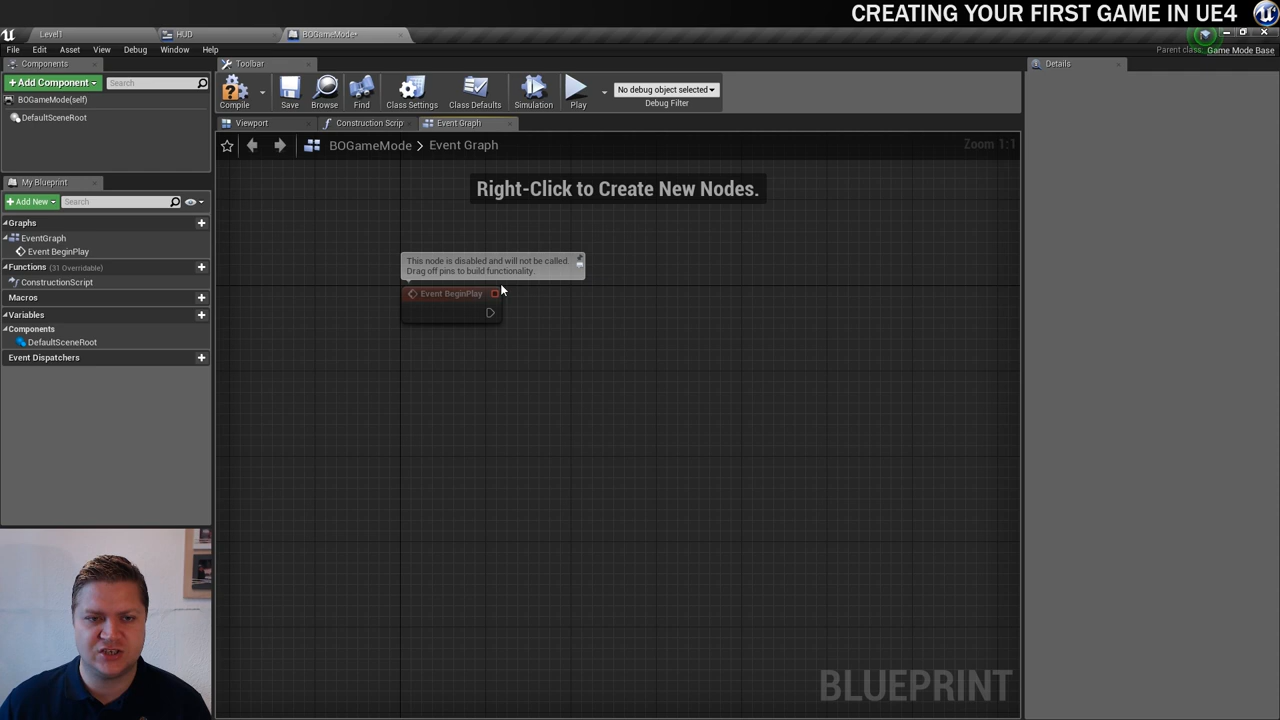 CREATING YOUR FIRST GAME IN UE4
Level1
HUD
BOGameMode*
File Edit Asset View Debug Window Help
Parent class: Game Mode Base
Components
Toolbar
Details
+Add Component
Search
BOGameMode(self)
DefaultSceneRoot
Compile
Save
Browse
Find
Class Settings
Class Defaults
Simulation
Play
No debug object selected
Debug Filter
Viewport
Construction Scrip
Event Graph
BOGameMode > Event Graph
Zoom 1:1
My Blueprint
+Add New
Search
Graphs
EventGraph
Event BeginPlay
Functions (31 Overridable)
ConstructionScript
Macros
Variables
Components
DefaultSceneRoot
Event Dispatchers
Right-Click to Create New Nodes.
This node is disabled and will not be called.
Drag off pins to build functionality.
Event BeginPlay
BLUEPRINT